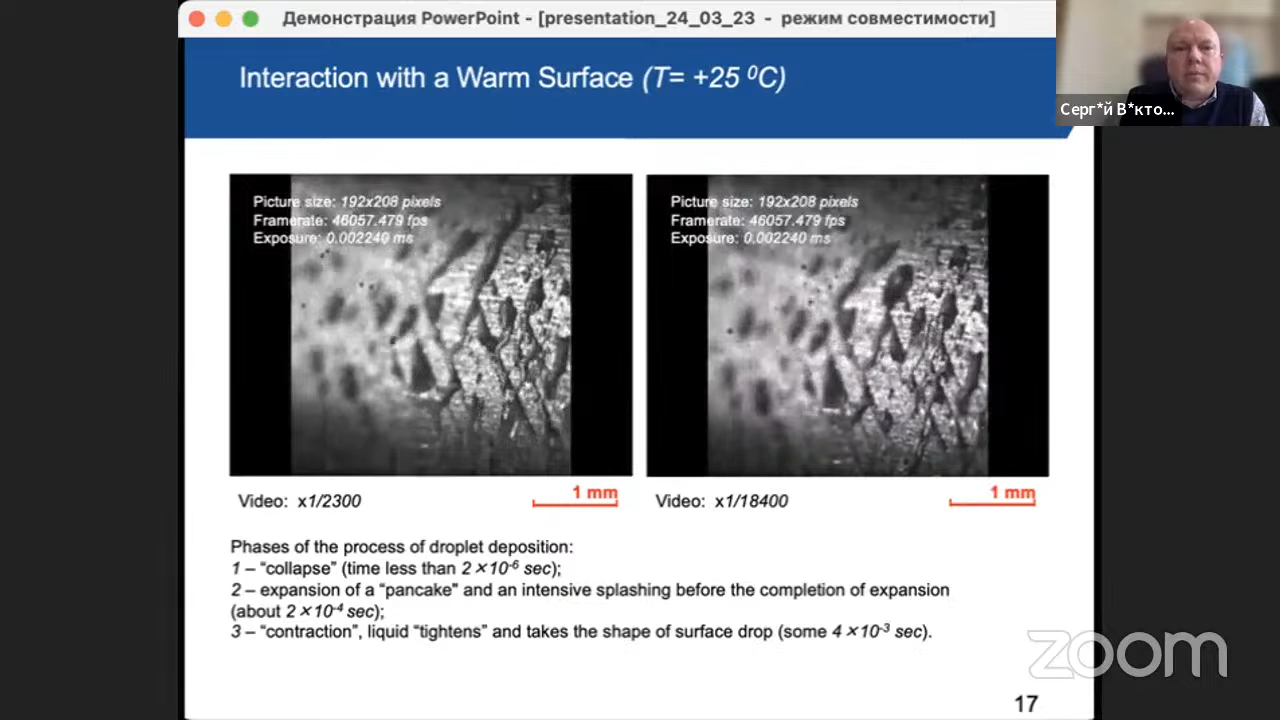 Демонстрация PowerPoint - [presentation_24_03_23 - режим совместимости]
Interaction with a Warm Surface (T= +25 ⁰C)
Серг*й В*кто...
Picture size: 192x208 pixels
Framerate: 46057.479 fps
Exposure: 0.002240 ms
Picture size: 192x208 pixels
Framerate: 46057.479 fps
Exposure: 0.002240 ms
Video: x1/2300
1 mm
Video: x1/18400
1 mm
Phases of the process of droplet deposition:
1 – “collapse” (time less than 2×10⁻⁶ sec);
2 – expansion of a “pancake” and an intensive splashing before the completion of expansion
(about 2×10⁻⁴ sec);
3 – “contraction”, liquid “tightens” and takes the shape of surface drop (some 4×10⁻³ sec).
zoom
17